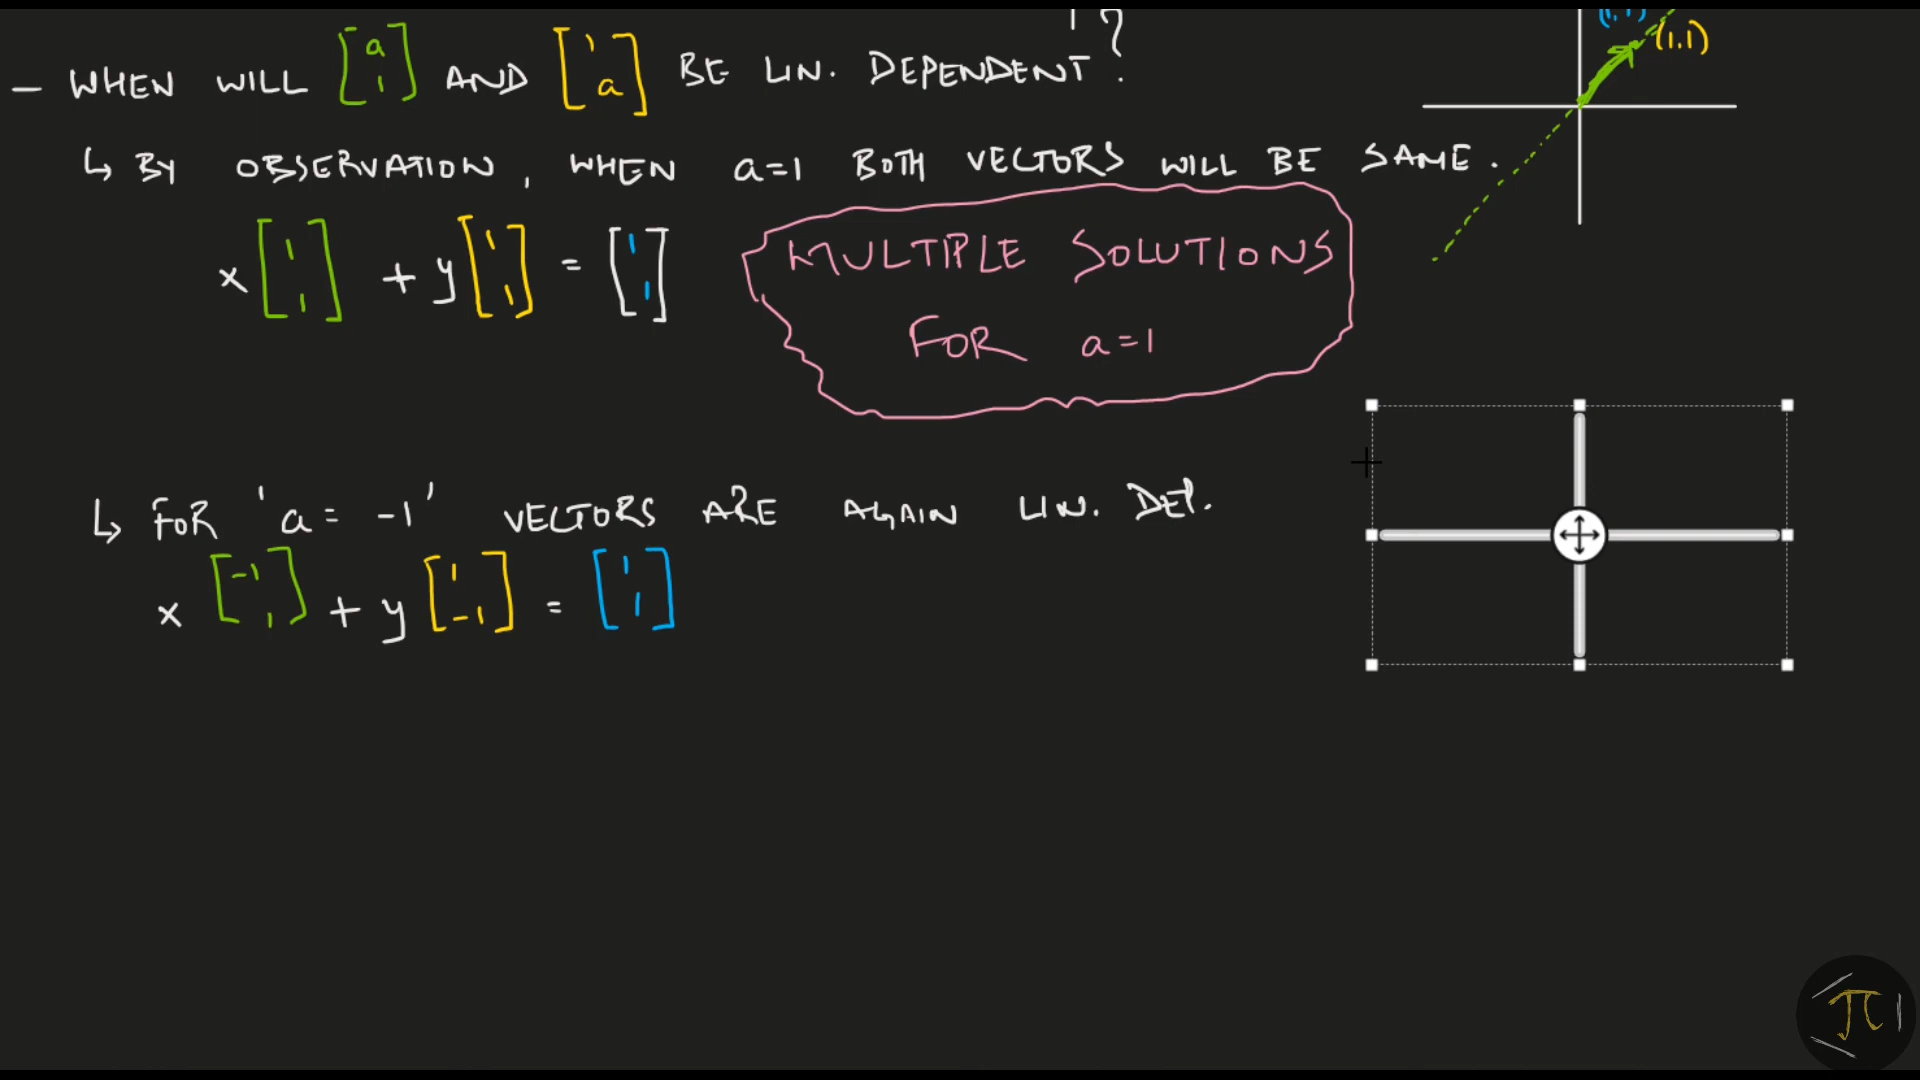 - WHEN WILL [a 1] AND [1 a] BE LIN. DEPENDENT?
(1,1)
(1,1)
↳ BY OBSERVATION, WHEN a=1 BOTH VECTORS WILL BE SAME.
x [1 1] + y [1 1] = [1 1]
MULTIPLE SOLUTIONS
FOR a=1
↳ FOR 'a = -1' VECTORS ARE AGAIN LIN. DEP.
x [-1 1] + y [1 -1] = [1 1]
π